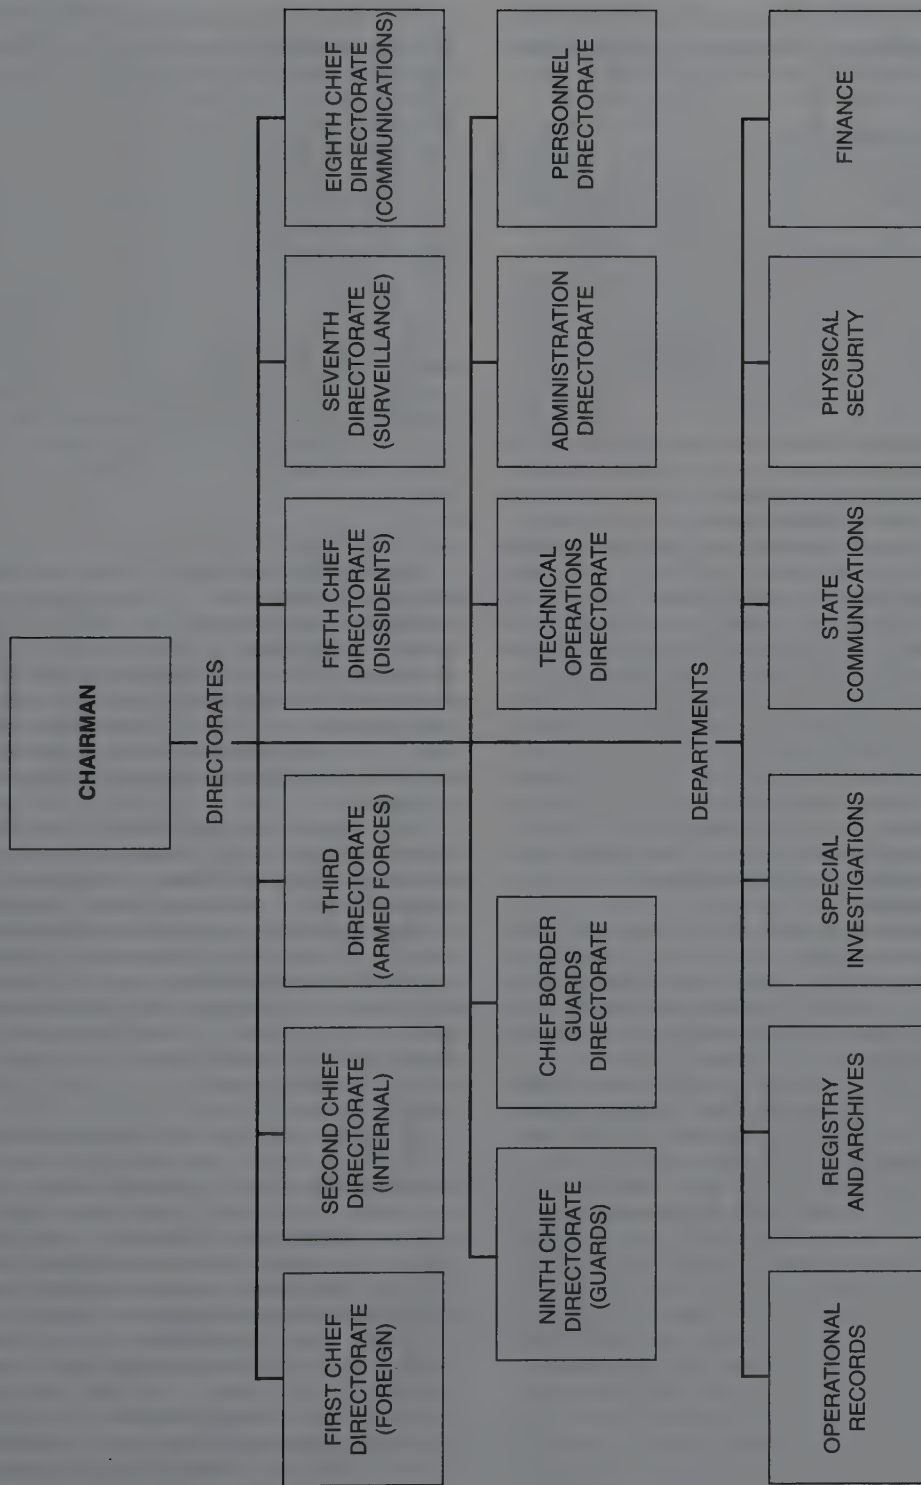 CHAIRMAN
DIRECTORATES
FIRST CHIEF
DIRECTORATE
(FOREIGN)
SECOND CHIEF
DIRECTORATE
(INTERNAL)
THIRD
DIRECTORATE
(ARMED FORCES)
FIFTH CHIEF
DIRECTORATE
(DISSIDENTS)
SEVENTH
DIRECTORATE
(SURVEILLANCE)
EIGHTH CHIEF
DIRECTORATE
(COMMUNICATIONS)
NINTH CHIEF
DIRECTORATE
(GUARDS)
CHIEF BORDER
GUARDS
DIRECTORATE
TECHNICAL
OPERATIONS
DIRECTORATE
ADMINISTRATION
DIRECTORATE
PERSONNEL
DIRECTORATE
DEPARTMENTS
OPERATIONAL
RECORDS
REGISTRY
AND ARCHIVES
SPECIAL
INVESTIGATIONS
STATE
COMMUNICATIONS
PHYSICAL
SECURITY
FINANCE